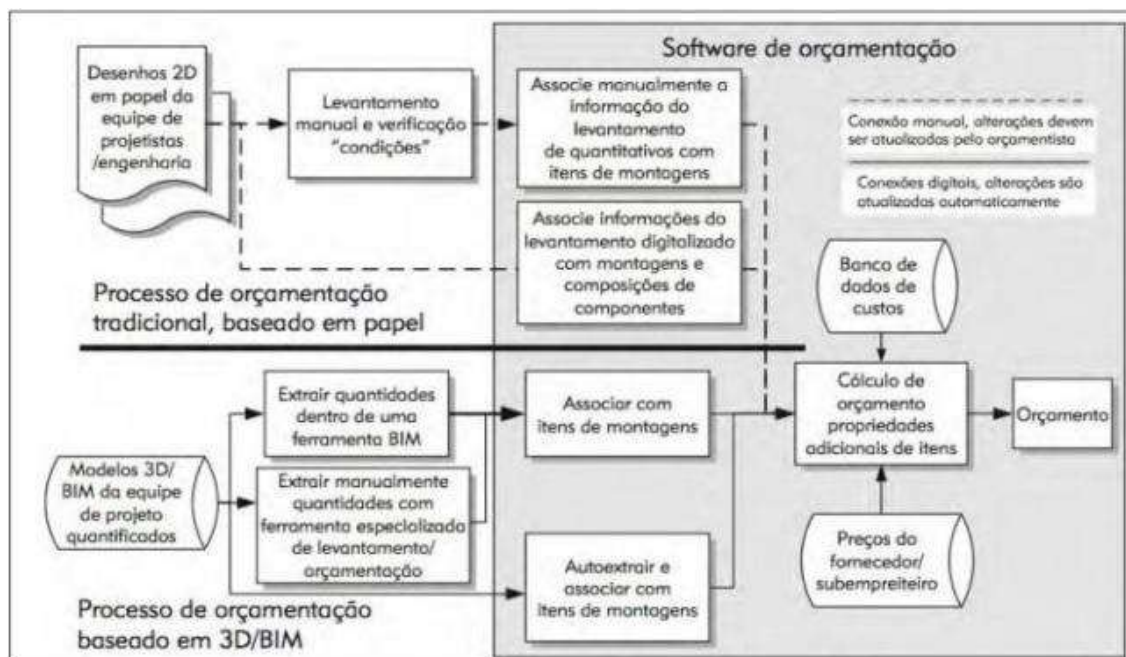 Software de orçamentação
Desenhos 2D
em papel da
equipe de
projetistas
/engenharia
Levantamento
manual e verificação
“condições”
Associe manualmente a
informação do
levantamento
de quantitativos com
itens de montagens
Conexão manual, alterações devem
ser atualizadas pelo orçamentista
Conexões digitais, alterações são
atualizadas automaticamente
Associe informações do
levantamento digitalizado
com montagens e
composições de
componentes
Banco de
dados de
custos
Processo de orçamentação
tradicional, baseado em papel
Extrair quantidades
dentro de uma
ferramenta BIM
Associar com
itens de montagens
Cálculo de
orçamento
propriedades
adicionais de itens
Orçamento
Modelos 3D/
BIM da equipe
de projeto
quantificados
Extrair manualmente
quantidades com
ferramenta especializada
de levantamento/
orçamentação
Autoextrair e
associar com
itens de montagens
Preços do
fornecedor/
subempreiteiro
Processo de orçamentação
baseado em 3D/BIM